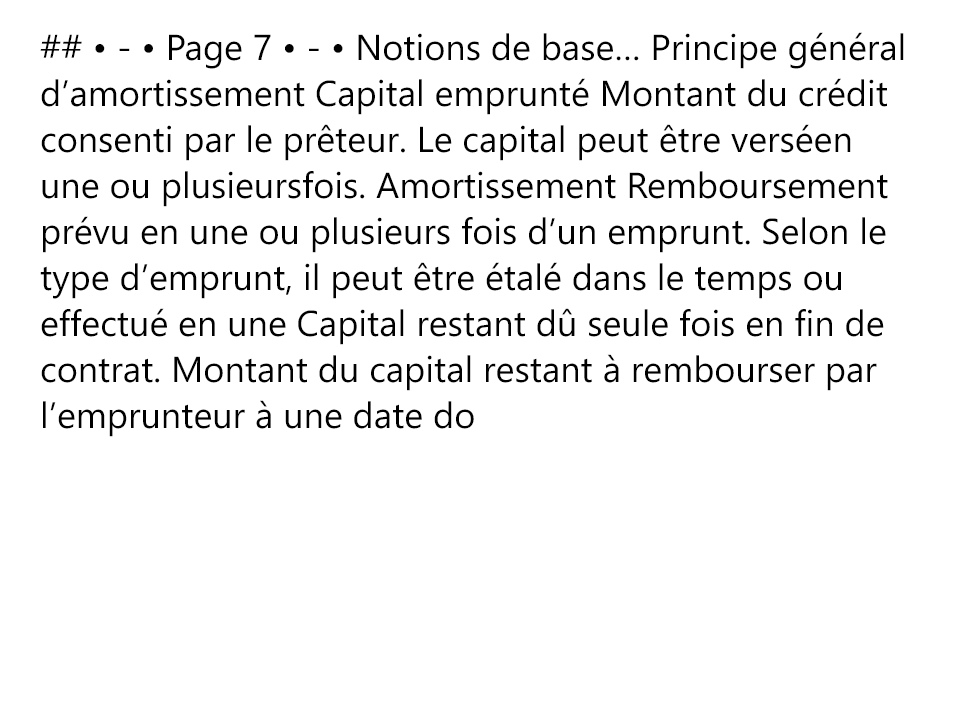 ## • - • Page 7 • - • Notions de base… Principe général
d’amortissement Capital emprunté Montant du crédit
consenti par le prêteur. Le capital peut être verséen
une ou plusieursfois. Amortissement Remboursement
prévu en une ou plusieurs fois d’un emprunt. Selon le
type d’emprunt, il peut être étalé dans le temps ou
effectué en une Capital restant dû seule fois en fin de
contrat. Montant du capital restant à rembourser par
l’emprunteur à une date do